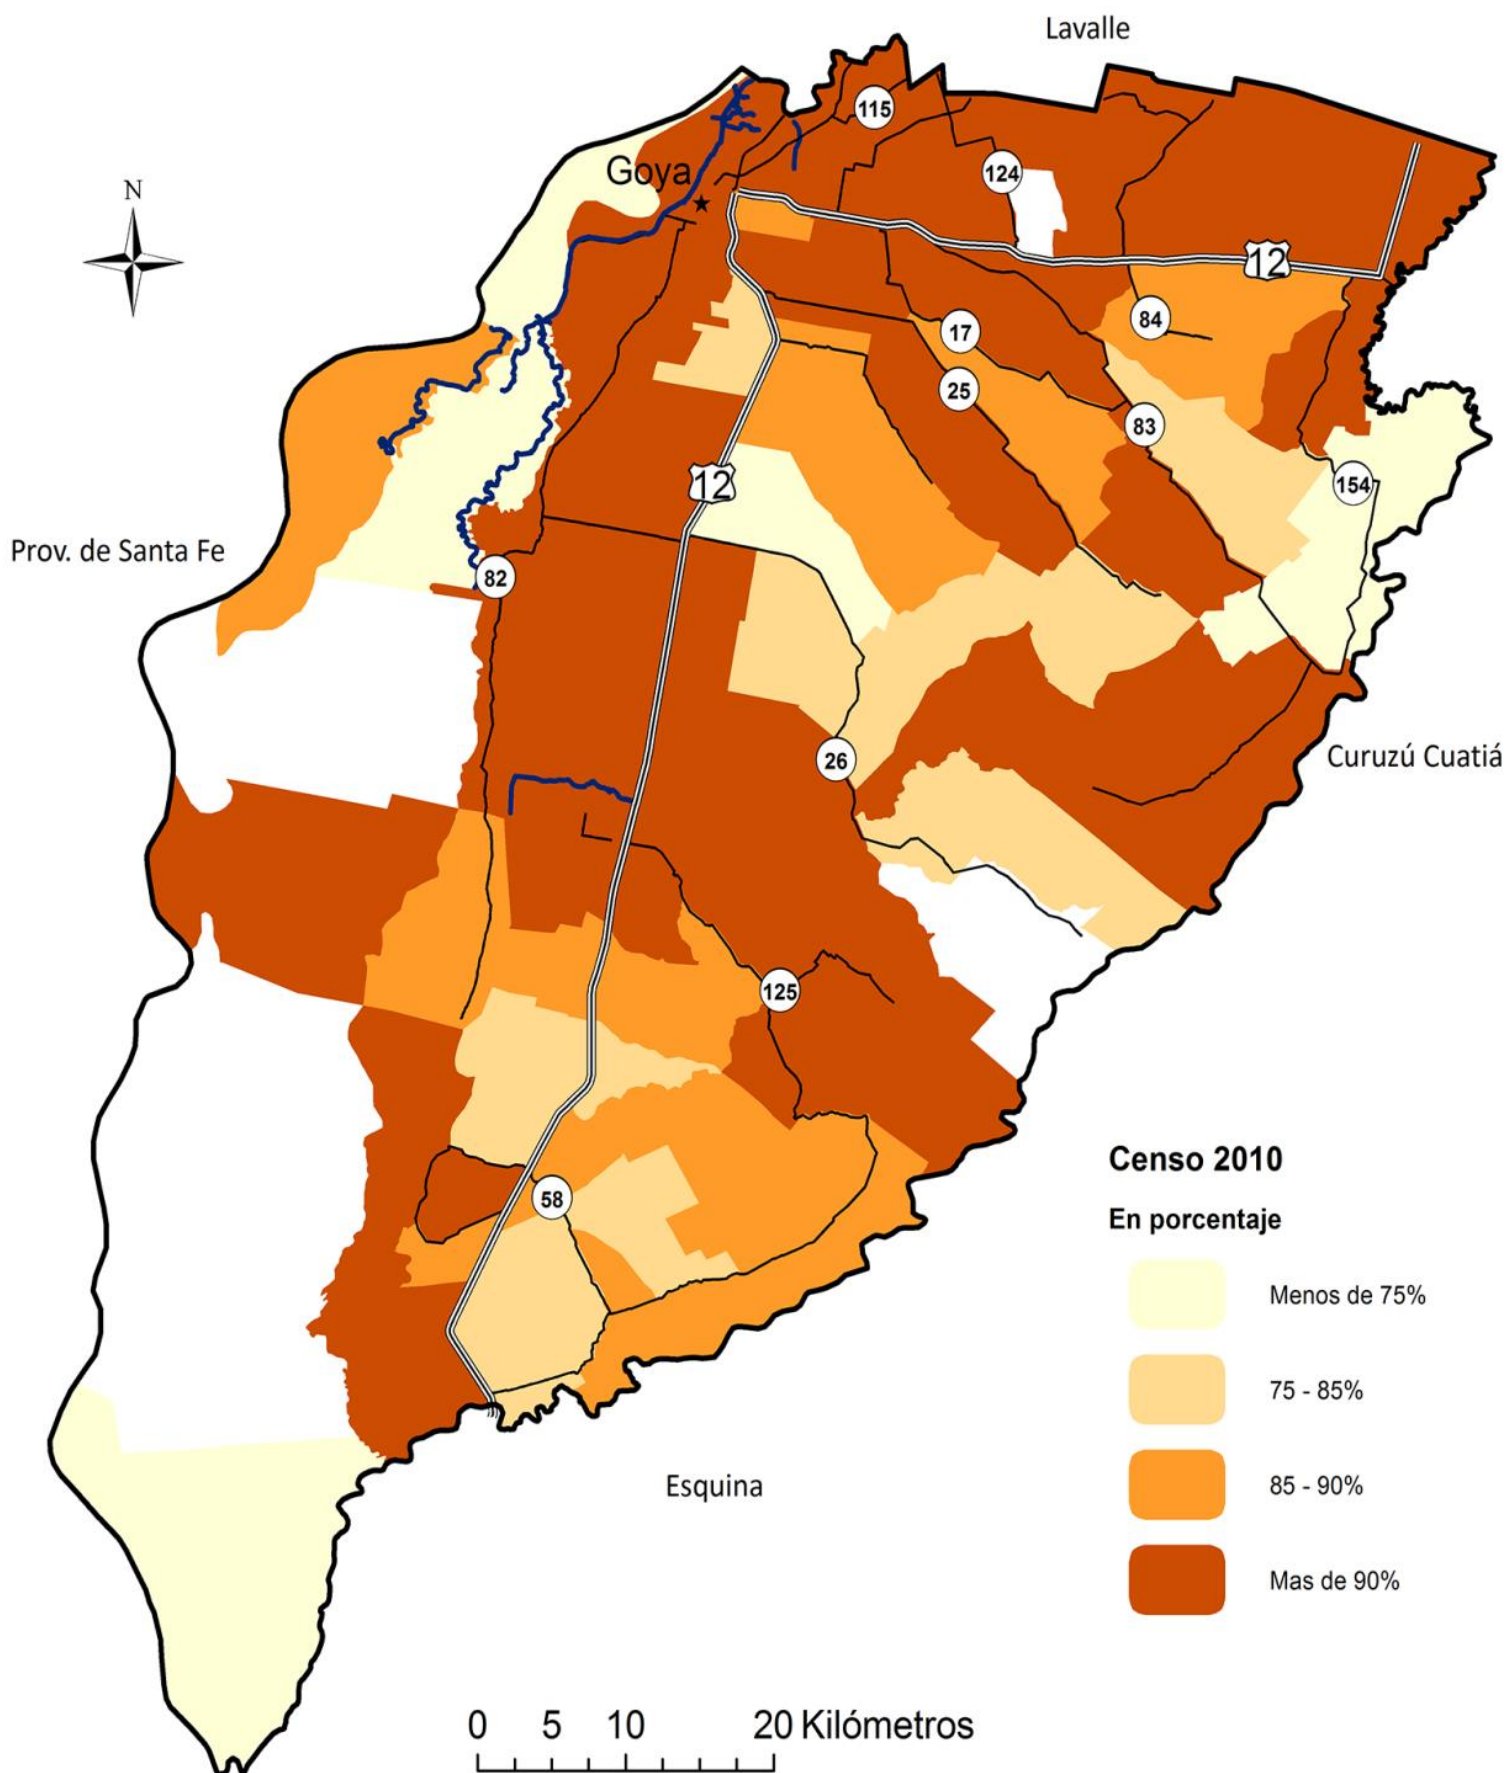 Lavalle
115
N
Goya
124
12
84
17
25
83
12
154
Prov. de Santa Fe
82
26
Curuzú Cuatiá
125
Censo 2010
58
En porcentaje
Menos de 75%
75 - 85%
Esquina
85 - 90%
Mas de 90%
0 5 10 20 Kilómetros